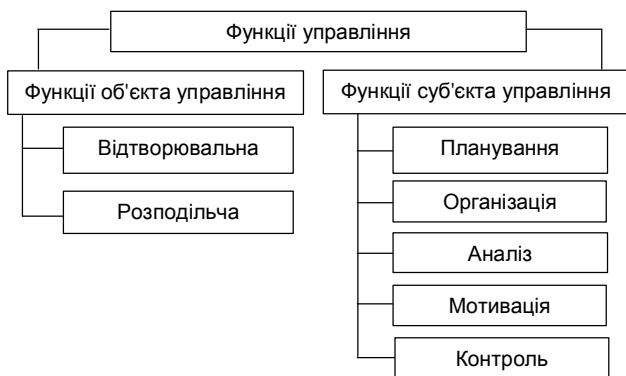 Функції управління
Функції об'єкта управління
Відтворювальна
Розподільча
Функції суб'єкта управління
Планування
Організація
Аналіз
Мотивація
Контроль